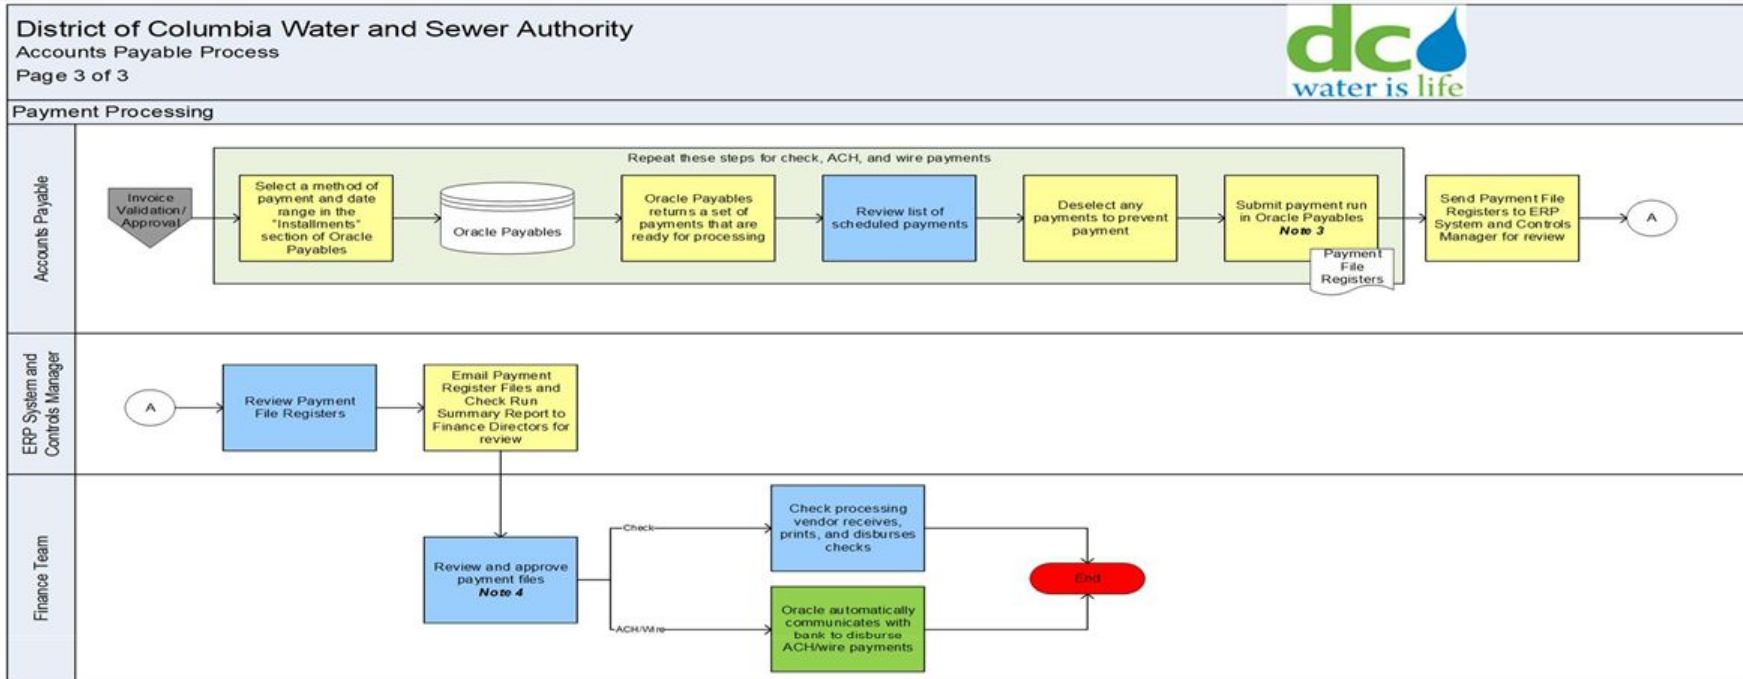 District of Columbia Water and Sewer Authority
Accounts Payable Process
Page 3 of 3
dc
water is life
Payment Processing
Accounts Payable
Repeat these steps for check, ACH, and wire payments
Invoice
Validation/
Approval
Select a method of
payment and date
range in the
"Installments"
section of Oracle
Payables
Oracle Payables
Oracle Payables
returns a set of
payments that are
ready for processing
Review list of
scheduled payments
Deselect any
payments to prevent
payment
Submit payment run
in Oracle Payables
Note 3
Payment
File
Registers
Send Payment File
Registers to ERP
System and Controls
Manager for review
A
ERP System and
Controls Manager
A
Review Payment
File Registers
Email Payment
Register Files and
Check Run
Summary Report to
Finance Directors for
review
Finance Team
Review and approve
payment files
Note 4
Check
Check processing
vendor receives,
prints, and disburses
checks
ACH/Wire
Oracle automatically
communicates with
bank to disburse
ACH/wire payments
End